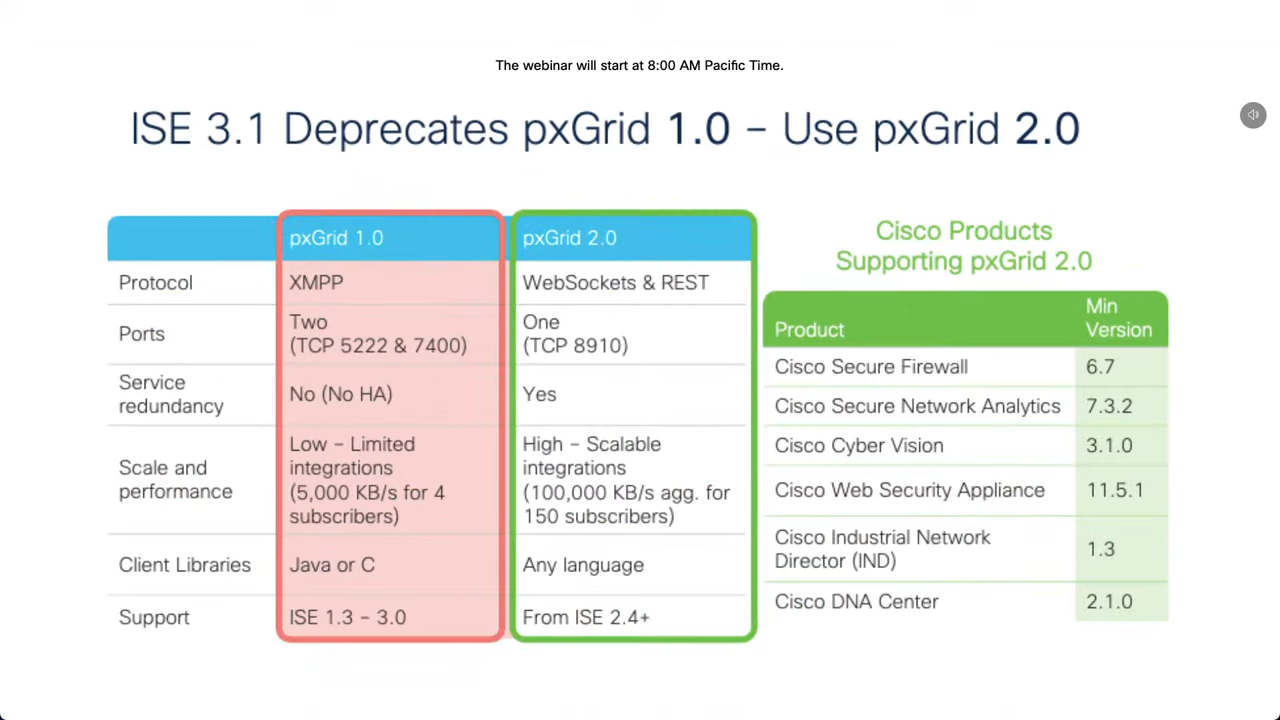 The webinar will start at 8:00 AM Pacific Time.
ISE 3.1 Deprecates pxGrid 1.0 – Use pxGrid 2.0
pxGrid 1.0
pxGrid 2.0
Protocol
XMPP
WebSockets & REST
Ports
Two
(TCP 5222 & 7400)
One
(TCP 8910)
Service
redundancy
No (No HA)
Yes
Scale and
performance
Low – Limited
integrations
(5,000 KB/s for 4
subscribers)
High – Scalable
integrations
(100,000 KB/s agg. for
150 subscribers)
Client Libraries
Java or C
Any language
Support
ISE 1.3 – 3.0
From ISE 2.4+
Cisco Products
Supporting pxGrid 2.0
Product
Min
Version
Cisco Secure Firewall
6.7
Cisco Secure Network Analytics
7.3.2
Cisco Cyber Vision
3.1.0
Cisco Web Security Appliance
11.5.1
Cisco Industrial Network
Director (IND)
1.3
Cisco DNA Center
2.1.0